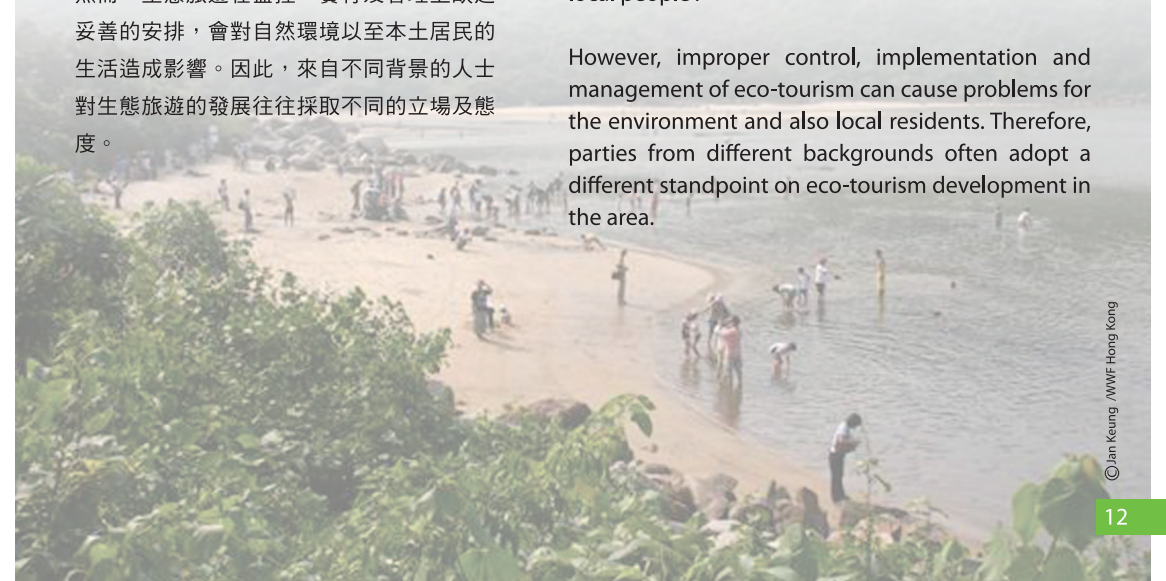 妥善的安排，會對自然環境以至本土居民的
生活造成影響。因此，來自不同背景的人士
對生態旅遊的發展往往採取不同的立場及態
度。
local people?
However, improper control, implementation and
management of eco-tourism can cause problems for
the environment and also local residents. Therefore,
parties from different backgrounds often adopt a
different standpoint on eco-tourism development in
the area.
©Jan Keung /WWF Hong Kong
12